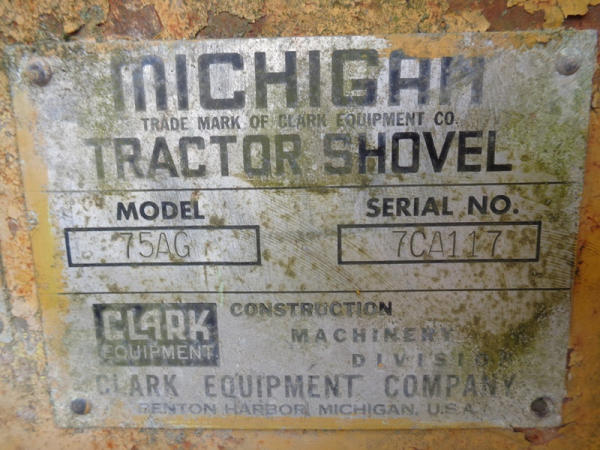 MICHIGAN
TRADE MARK OF CLARK EQUIPMENT CO.
TRACTOR SHOVEL
MODEL SERIAL NO.
75AG 7CA117
CLARK
EQUIPMENT
CONSTRUCTION
MACHINERY
DIVISION
CLARK EQUIPMENT COMPANY
BENTON HARBOR, MICHIGAN, U.S.A.